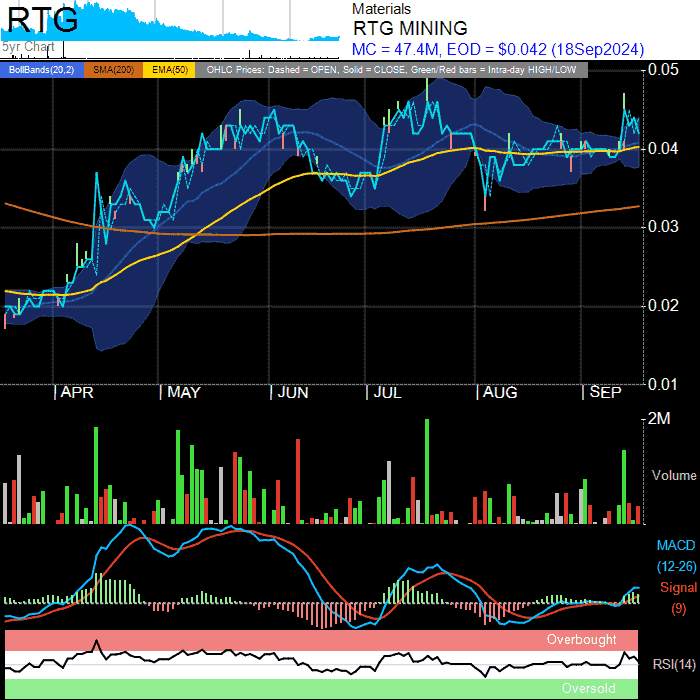 RTG
5yr Chart
Materials
RTG MINING
MC = 47.4M, EOD = $0.042 (18Sep2024)
BollBands(20,2) SMA(200) EMA(50) OHLC Prices: Dashed = OPEN, Solid = CLOSE, Green/Red bars = Intra-day HIGH/LOW
0.05
0.04
0.03
0.02
0.01
APR MAY JUN JUL AUG SEP
2M
Volume
MACD
(12-26)
Signal
(9)
Overbought
RSI(14)
Oversold